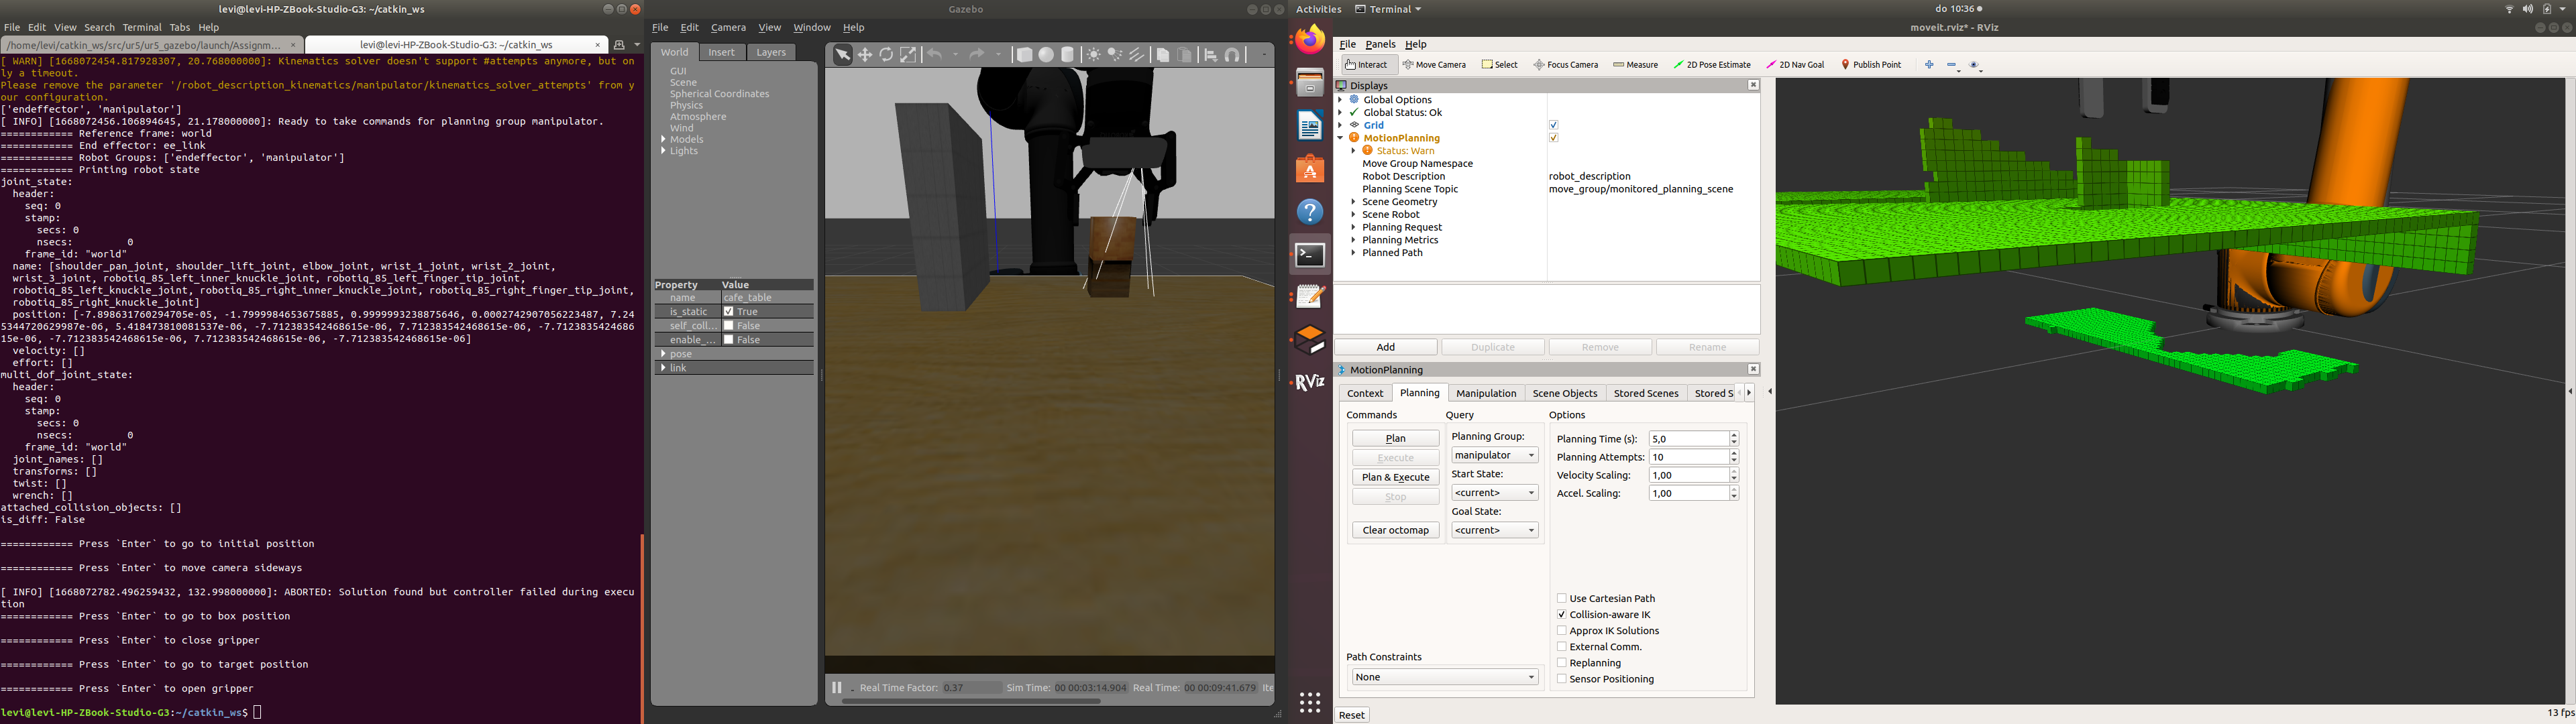 levi@levi-HP-ZBook-Studio-G3: ~/catkin_ws
File Edit View Search Terminal Tabs Help
/home/levi/catkin_ws/src/ur5/ur5_gazebo/launch/Assignm... ×
levi@levi-HP-ZBook-Studio-G3: ~/catkin_ws ×
[ WARN] [1668072454.817928307, 20.768000000]: Kinematics solver doesn't support #attempts anymore, but on
ly a timeout.
Please remove the parameter '/robot_description_kinematics/manipulator/kinematics_solver_attempts' from y
our configuration.
['endeffector', 'manipulator']
[ INFO] [1668072456.106894645, 21.178000000]: Ready to take commands for planning group manipulator.
============ Reference frame: world
============ End effector: ee_link
============ Robot Groups: ['endeffector', 'manipulator']
============ Printing robot state
joint_state:
header:
seq: 0
stamp:
secs: 0
nsecs: 0
frame_id: "world"
name: [shoulder_pan_joint, shoulder_lift_joint, elbow_joint, wrist_1_joint, wrist_2_joint,
wrist_3_joint, robotiq_85_left_inner_knuckle_joint, robotiq_85_left_finger_tip_joint,
robotiq_85_left_knuckle_joint, robotiq_85_right_inner_knuckle_joint, robotiq_85_right_finger_tip_joint,
robotiq_85_right_knuckle_joint]
position: [-7.898631760294705e-05, -1.7999984653675885, 0.9999993238875646, 0.0002742907056223487, 7.24
5344720629987e-06, 5.418473810081537e-06, -7.712383542468615e-06, 7.712383542468615e-06, -7.7123835424686
15e-06, -7.712383542468615e-06, 7.712383542468615e-06, -7.712383542468615e-06]
velocity: []
effort: []
multi_dof_joint_state:
header:
seq: 0
stamp:
secs: 0
nsecs: 0
frame_id: "world"
joint_names: []
transforms: []
twist: []
wrench: []
attached_collision_objects: []
is_diff: False
============ Press `Enter` to go to initial position
============ Press `Enter` to move camera sideways
[ INFO] [1668072782.496259432, 132.998000000]: ABORTED: Solution found but controller failed during execu
tion
============ Press `Enter` to go to box position
============ Press `Enter` to close gripper
============ Press `Enter` to go to target position
============ Press `Enter` to open gripper
levi@levi-HP-ZBook-Studio-G3:~/catkin_ws$
Gazebo
File Edit Camera View Window Help
World Insert Layers
GUI
Scene
Spherical Coordinates
Physics
Atmosphere
Wind
Models
Lights
Property Value
name cafe_table
is_static True
self_coll... False
enable_... False
pose
link
Real Time Factor: 0.37 Sim Time: 00 00:03:14.904 Real Time: 00 00:09:41.679 Ite
Activities Terminal
do 10:36
RViz
moveit.rviz* - RViz
File Panels Help
Interact Move Camera Select Focus Camera Measure 2D Pose Estimate 2D Nav Goal Publish Point
Displays
Global Options
Global Status: Ok
Grid
MotionPlanning
Status: Warn
Move Group Namespace
Robot Description robot_description
Planning Scene Topic move_group/monitored_planning_scene
Scene Geometry
Scene Robot
Planning Request
Planning Metrics
Planned Path
Add Duplicate Remove Rename
MotionPlanning
Context Planning Manipulation Scene Objects Stored Scenes Stored S
Commands
Plan
Execute
Plan & Execute
Stop
Clear octomap
Query
Planning Group:
manipulator
Start State:
<current>
Goal State:
<current>
Options
Planning Time (s): 5,0
Planning Attempts: 10
Velocity Scaling: 1,00
Accel. Scaling: 1,00
Use Cartesian Path
Collision-aware IK
Approx IK Solutions
External Comm.
Replanning
Sensor Positioning
Path Constraints
None
Reset
13 fps